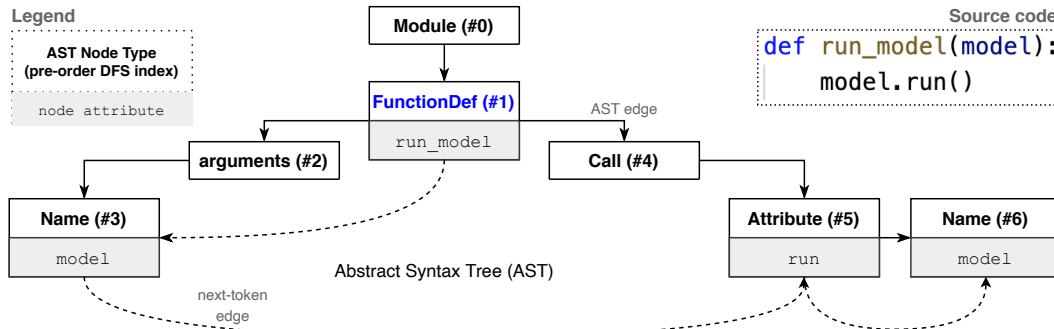 Legend
AST Node Type
(pre-order DFS index)
node attribute
Module (#0)
Source code
def run_model(model):
model.run()
FunctionDef (#1)
run_model
AST edge
arguments (#2)
Call (#4)
Name (#3)
model
Attribute (#5)
run
Name (#6)
model
Abstract Syntax Tree (AST)
next-token
edge